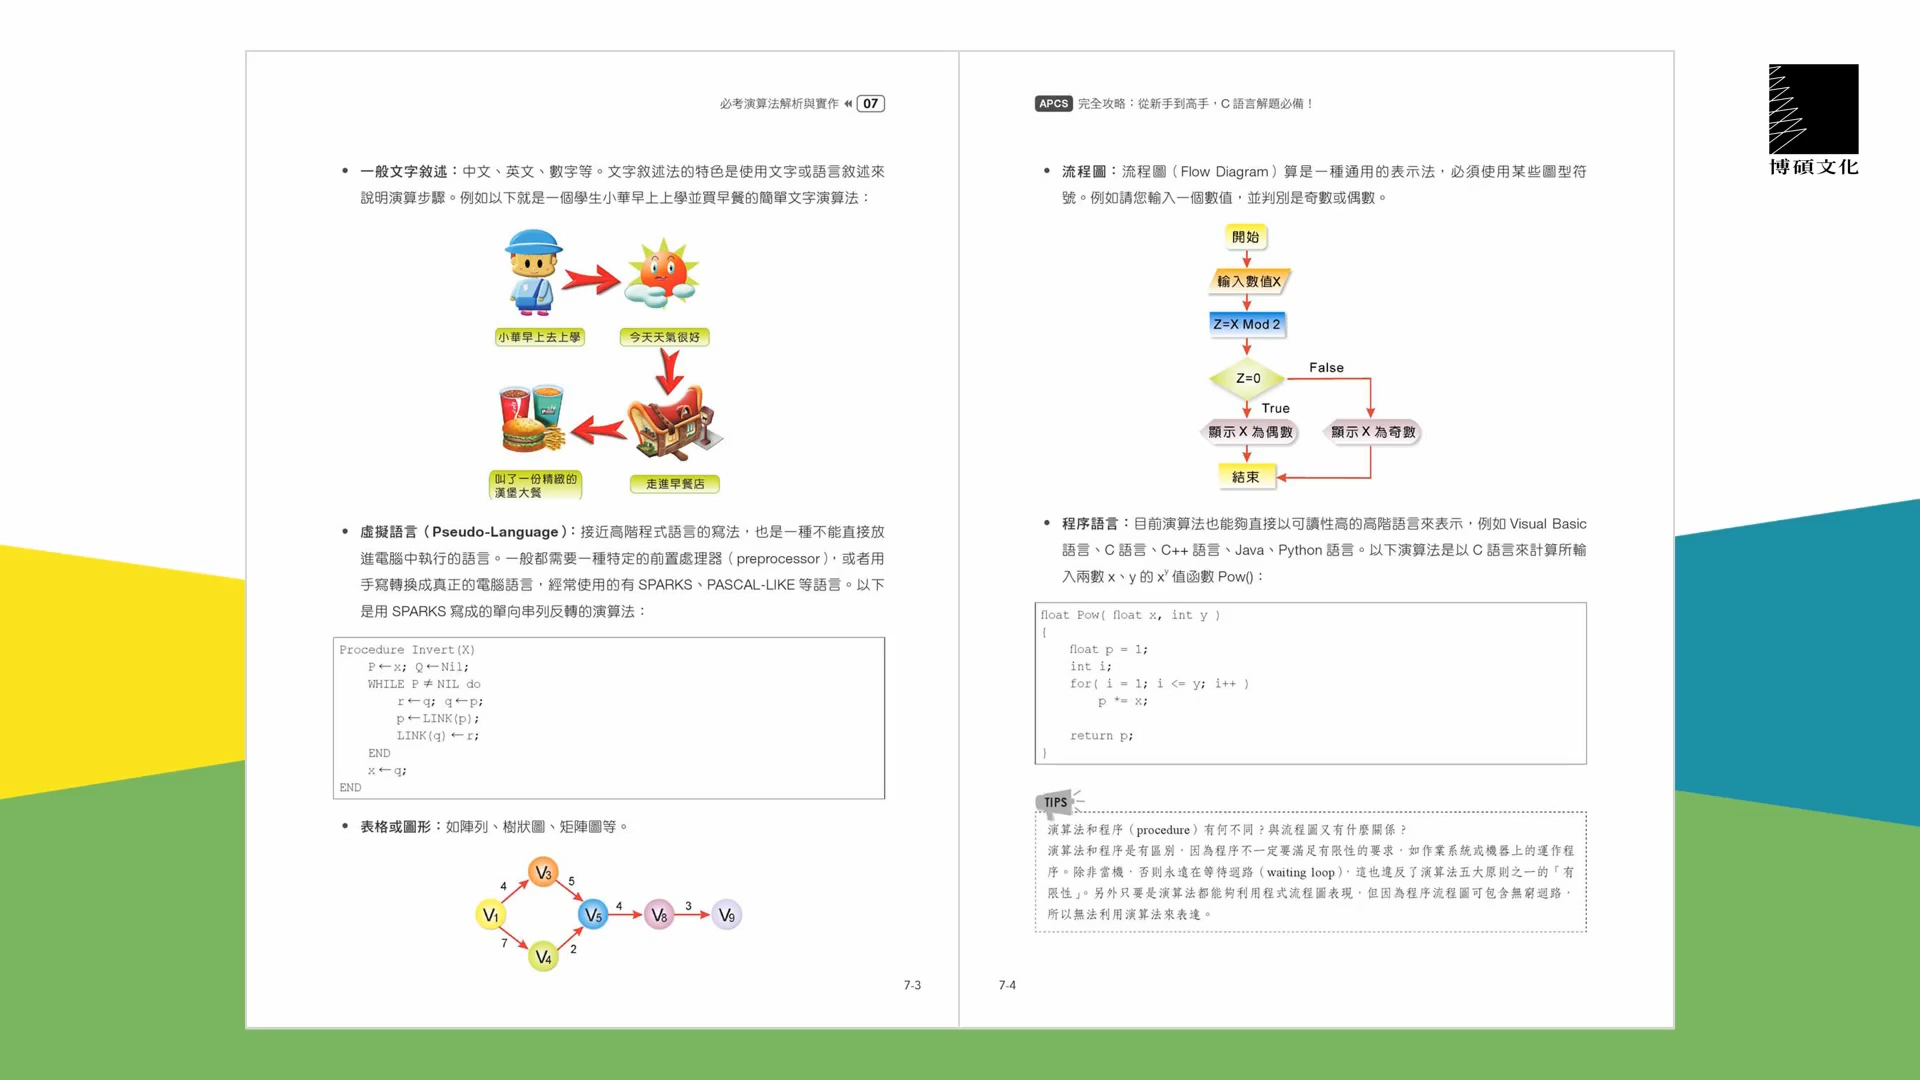 必考演算法解析與實作 07
• 一般文字敘述：中文、英文、數字等。文字敘述法的特色是使用文字或語言敘述來
說明演算步驟。例如以下就是一個學生小華早上上學並買早餐的簡單文字演算法：
小華早上去上學
今天天氣很好
叫了一份精緻的
漢堡大餐
走進早餐店
• 虛擬語言（Pseudo-Language）：接近高階程式語言的寫法，也是一種不能直接放
進電腦中執行的語言。一般都需要一種特定的前置處理器（preprocessor），或者用
手寫轉換成真正的電腦語言，經常使用的有 SPARKS、PASCAL-LIKE 等語言。以下
是用 SPARKS 寫成的單向串列反轉的演算法：
Procedure Invert(X)
P←x; Q←Nil;
WHILE P≠NIL do
r←q; q←p;
p←LINK(p);
LINK(q)←r;
END
x←q;
END
• 表格或圖形：如陣列、樹狀圖、矩陣圖等。
V3
4
5
V1
V5
4
V8
3
V9
7
2
V4
7-3
APCS 完全攻略：從新手到高手，C 語言解題必備！
• 流程圖：流程圖（Flow Diagram）算是一種通用的表示法，必須使用某些圖型符
號。例如請您輸入一個數值，並判別是奇數或偶數。
開始
輸入數值X
Z=X Mod 2
Z=0
False
True
顯示 X 為偶數
顯示 X 為奇數
結束
• 程序語言：目前演算法也能夠直接以可讀性高的高階語言來表示，例如 Visual Basic
語言、C 語言、C++ 語言、Java、Python 語言。以下演算法是以 C 語言來計算所輸
入兩數 x、y 的 xʸ 值函數 Pow()：
float Pow( float x, int y )
{
float p = 1;
int i;
for( i = 1; i <= y; i++ )
p *= x;
return p;
}
TIPS
演算法和程序（procedure）有何不同？與流程圖又有什麼關係？
演算法和程序是有區別，因為程序不一定要滿足有限性的要求，如作業系統或機器上的運作程
序。除非當機，否則永遠在等待迴路（waiting loop），這也違反了演算法五大原則之一的「有
限性」。另外只要是演算法都能夠利用程式流程圖表現，但因為程序流程圖可包含無窮迴路，
所以無法利用演算法來表達。
7-4
博碩文化